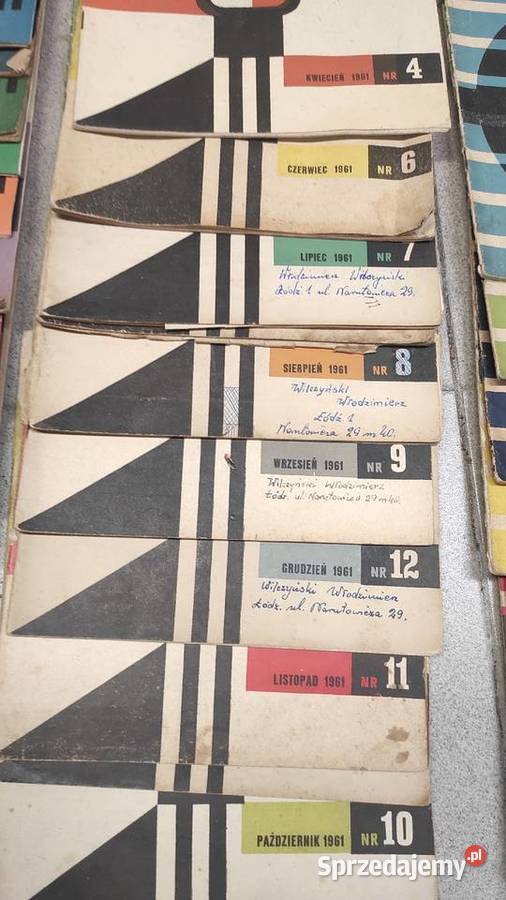 KWIECIEŃ 1961 NR 4
CZERWIEC 1961 NR 6
LIPIEC 1961 NR 7
Włodzimierz Wilczyński
Łódź 1 ul. Narutowicza 29.
SIERPIEŃ 1961 NR 8
Wilczyński
Włodzimierz
Łódź 1
Narutowicza 29 m 40.
WRZESIEŃ 1961 NR 9
Wilczyński Włodzimierz
Łódź. ul. Narutowicza 29 m 40.
GRUDZIEŃ 1961 NR 12
Wilczyński Włodzimierz
Łódź. ul. Narutowicza 29.
LISTOPAD 1961 NR 11
PAŹDZIERNIK 1961 NR 10
Sprzedajemy.pl